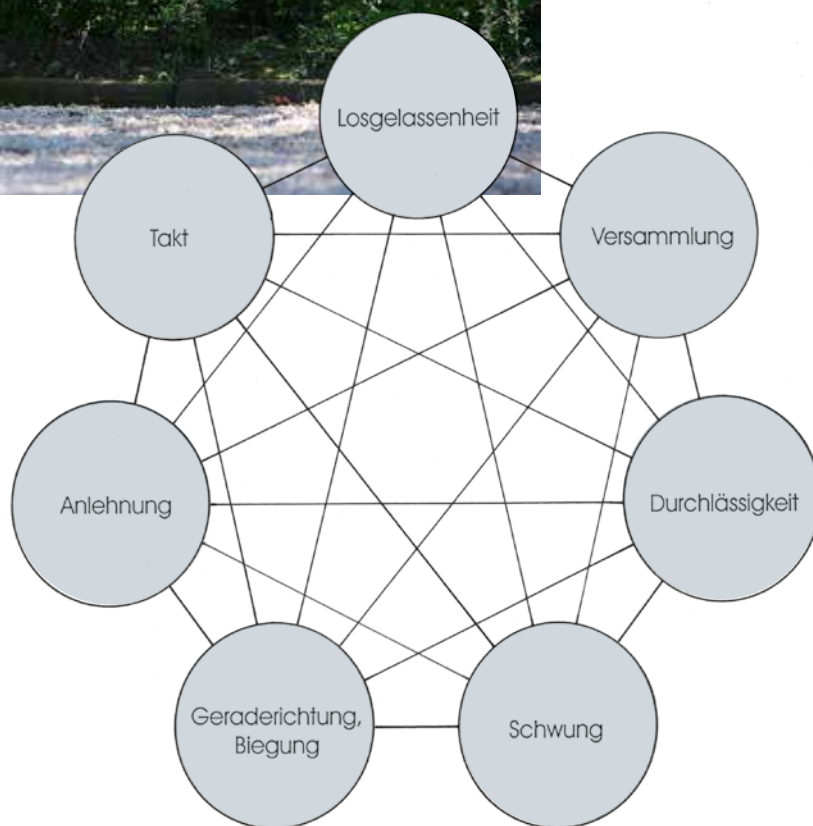 Losgelassenheit
Takt
Versammlung
Anlehnung
Durchlässigkeit
Geraderichtung,
Biegung
Schwung